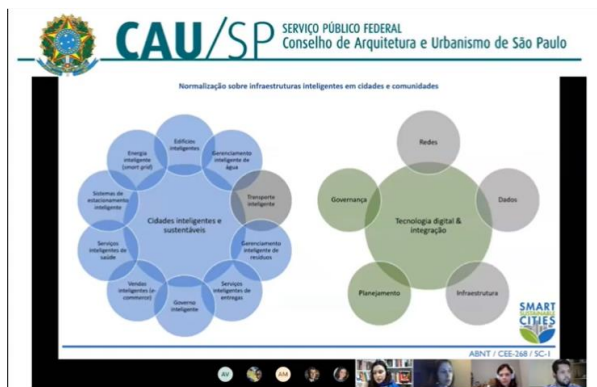 CAU/SP
SERVIÇO PÚBLICO FEDERAL
Conselho de Arquitetura e Urbanismo de São Paulo
Normalização sobre infraestruturas inteligentes em cidades e comunidades
Edifícios
inteligentes
Gerenciamento
inteligente de
água
Transporte
inteligente
Gerenciamento
inteligente de
resíduos
Serviços
inteligentes de
entregas
Governa
inteligente
Vendas
inteligentes (e-
commerce)
Serviços
inteligentes de
saúde
Sistemas de
estacionamento
inteligente
Energia
inteligente
(smart grid)
Cidades inteligentes e
sustentáveis
Redes
Dados
Infraestrutura
Planejamento
Governança
Tecnologia digital &
integração
SMART
SUSTAINABLE
CITIES
ABNT / CEE-268 / SC-1
AV
AM